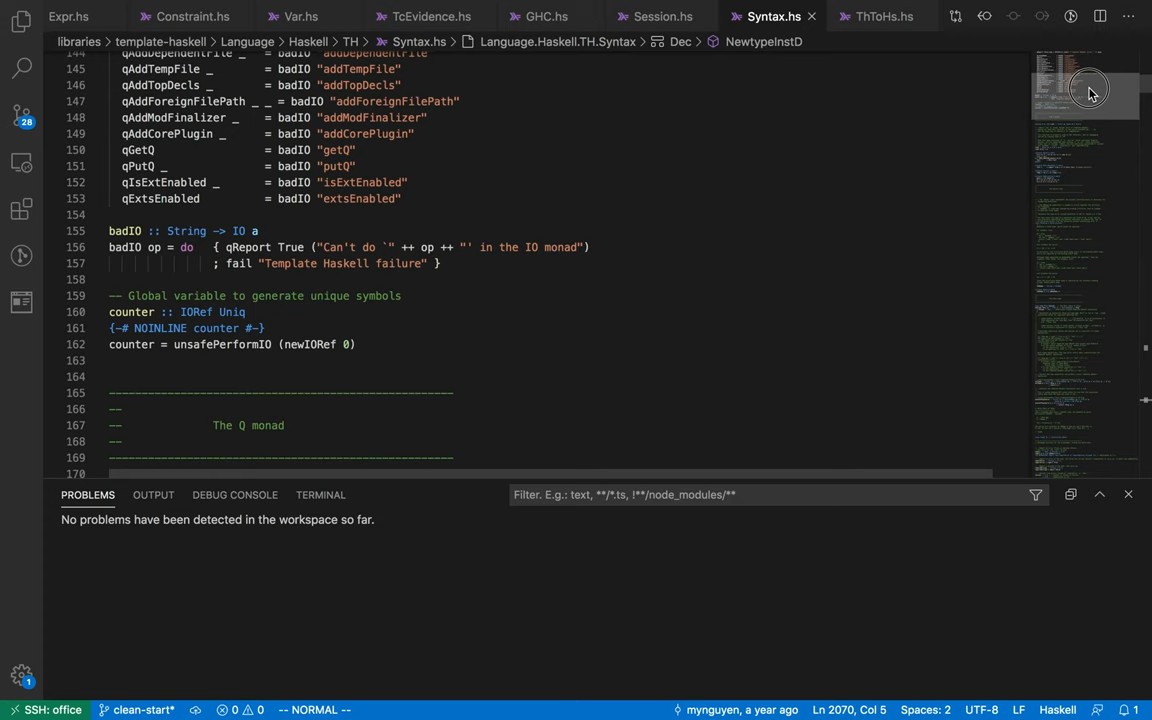 Expr.hs Constraint.hs Var.hs TcEvidence.hs GHC.hs Session.hs Syntax.hs ThToHs.hs
libraries > template-haskell > Language > Haskell > TH > Syntax.hs > Language.Haskell.TH.Syntax > Dec > NewtypeInstD
144 qAddDependentFile _ = badIO "addDependentFile"
145 qAddTempFile _ = badIO "addTempFile"
146 qAddTopDecls _ = badIO "addTopDecls"
147 qAddForeignFilePath _ _ = badIO "addForeignFilePath"
148 qAddModFinalizer _ = badIO "addModFinalizer"
149 qAddCorePlugin _ = badIO "addCorePlugin"
150 qGetQ = badIO "getQ"
151 qPutQ _ = badIO "putQ"
152 qIsExtEnabled _ = badIO "isExtEnabled"
153 qExtsEnabled = badIO "extsEnabled"
154
155 badIO :: String -> IO a
156 badIO op = do { qReport True ("Can't do `" ++ op ++ "' in the IO monad")
157 ; fail "Template Haskell failure" }
158
159 -- Global variable to generate unique symbols
160 counter :: IORef Uniq
161 {-# NOINLINE counter #-}
162 counter = unsafePerformIO (newIORef 0)
163
164
165 -----------------------------------------------------
166 --
167 -- The Q monad
168 --
169 -----------------------------------------------------
170
28
PROBLEMS OUTPUT DEBUG CONSOLE TERMINAL Filter. E.g.: text, **/*.ts, !**/node_modules/**
No problems have been detected in the workspace so far.
1
SSH: office clean-start* 0 0 -- NORMAL -- mynguyen, a year ago Ln 2070, Col 5 Spaces: 2 UTF-8 LF Haskell 1